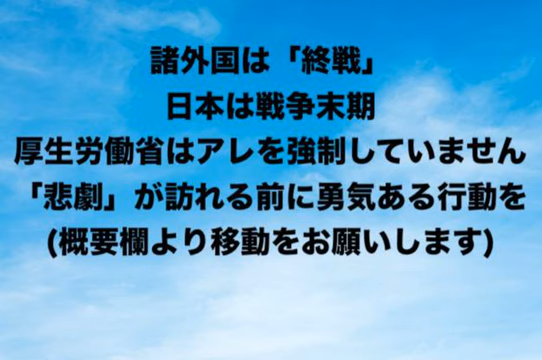 諸外国は「終戦」
日本は戦争末期
厚生労働省はアレを強制していません
「悲劇」が訪れる前に勇気ある行動を
(概要欄より移動をお願いします)